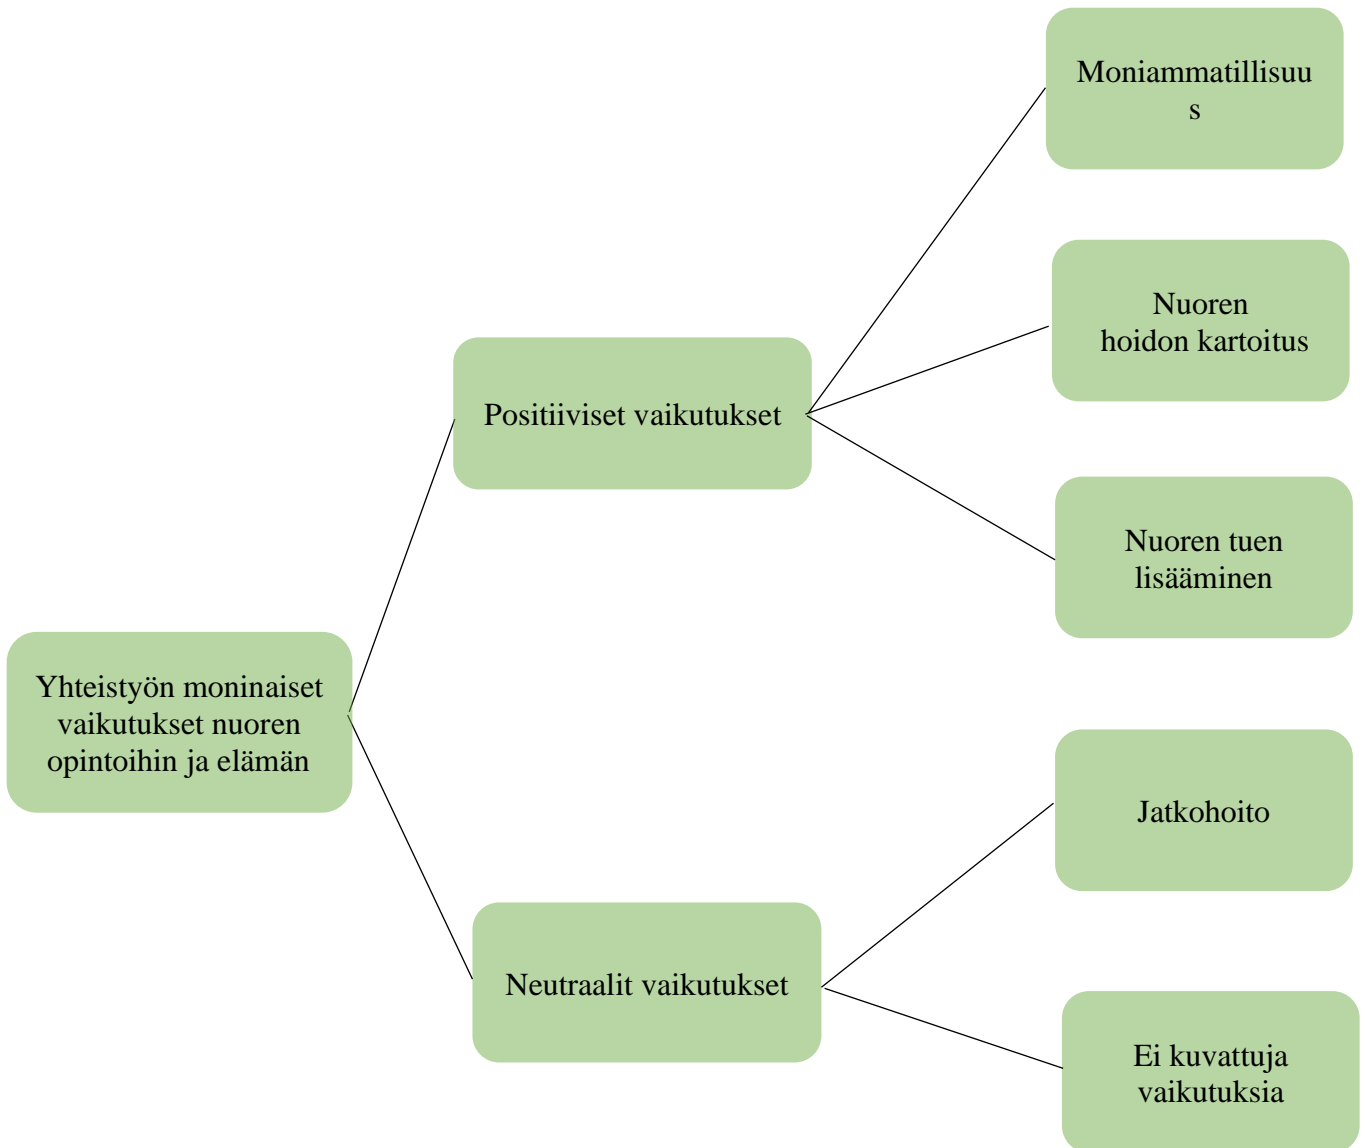 Moniammatillisuu
s
Nuoren
hoidon kartoitus
Positiiviset vaikutukset
Nuoren tuen
lisääminen
Yhteistyön moninaiset
vaikutukset nuoren
opintoihin ja elämän
Jatkohoito
Neutraalit vaikutukset
Ei kuvattuja
vaikutuksia